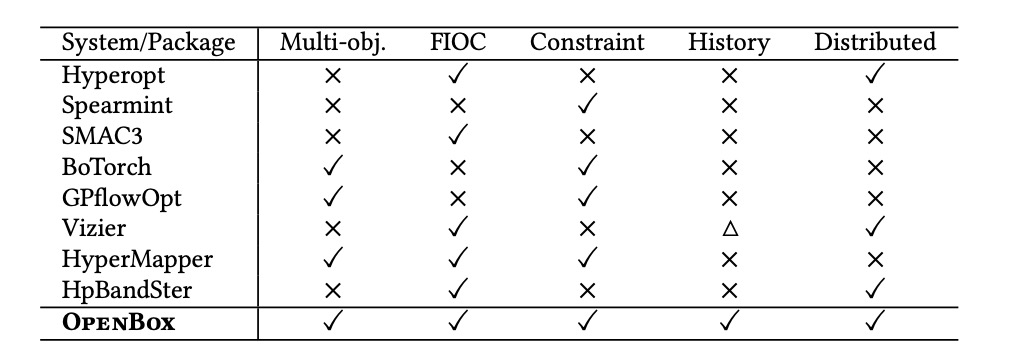 System/Package Multi-obj. FIOC Constraint History Distributed
Hyperopt × ✓ × × ✓
Spearmint × × ✓ × ×
SMAC3 × ✓ × × ×
BoTorch ✓ × ✓ × ×
GPflowOpt ✓ × ✓ × ×
Vizier × ✓ × △ ✓
HyperMapper ✓ ✓ ✓ × ×
HpBandSter × ✓ × × ✓
OpenBox ✓ ✓ ✓ ✓ ✓